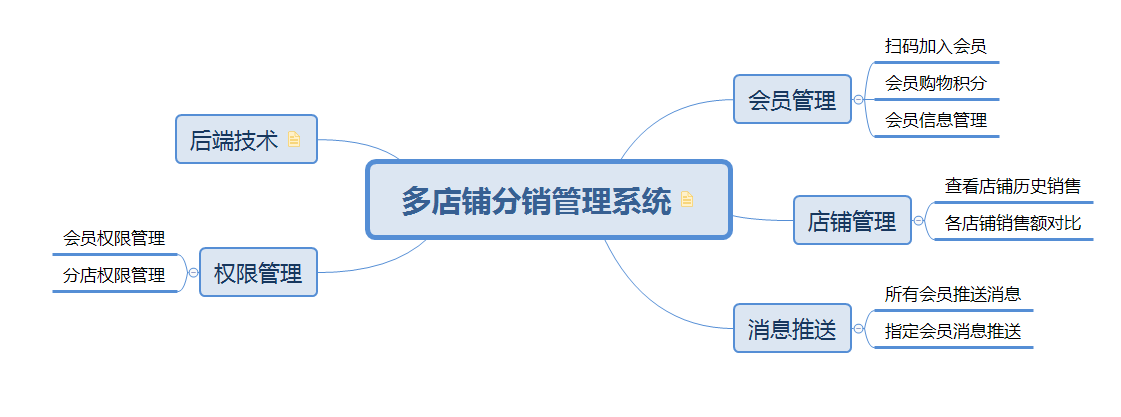 多店铺分销管理系统
会员管理
扫码加入会员
会员购物积分
会员信息管理
店铺管理
查看店铺历史销售
各店铺销售额对比
消息推送
所有会员推送消息
指定会员消息推送
后端技术
权限管理
会员权限管理
分店权限管理